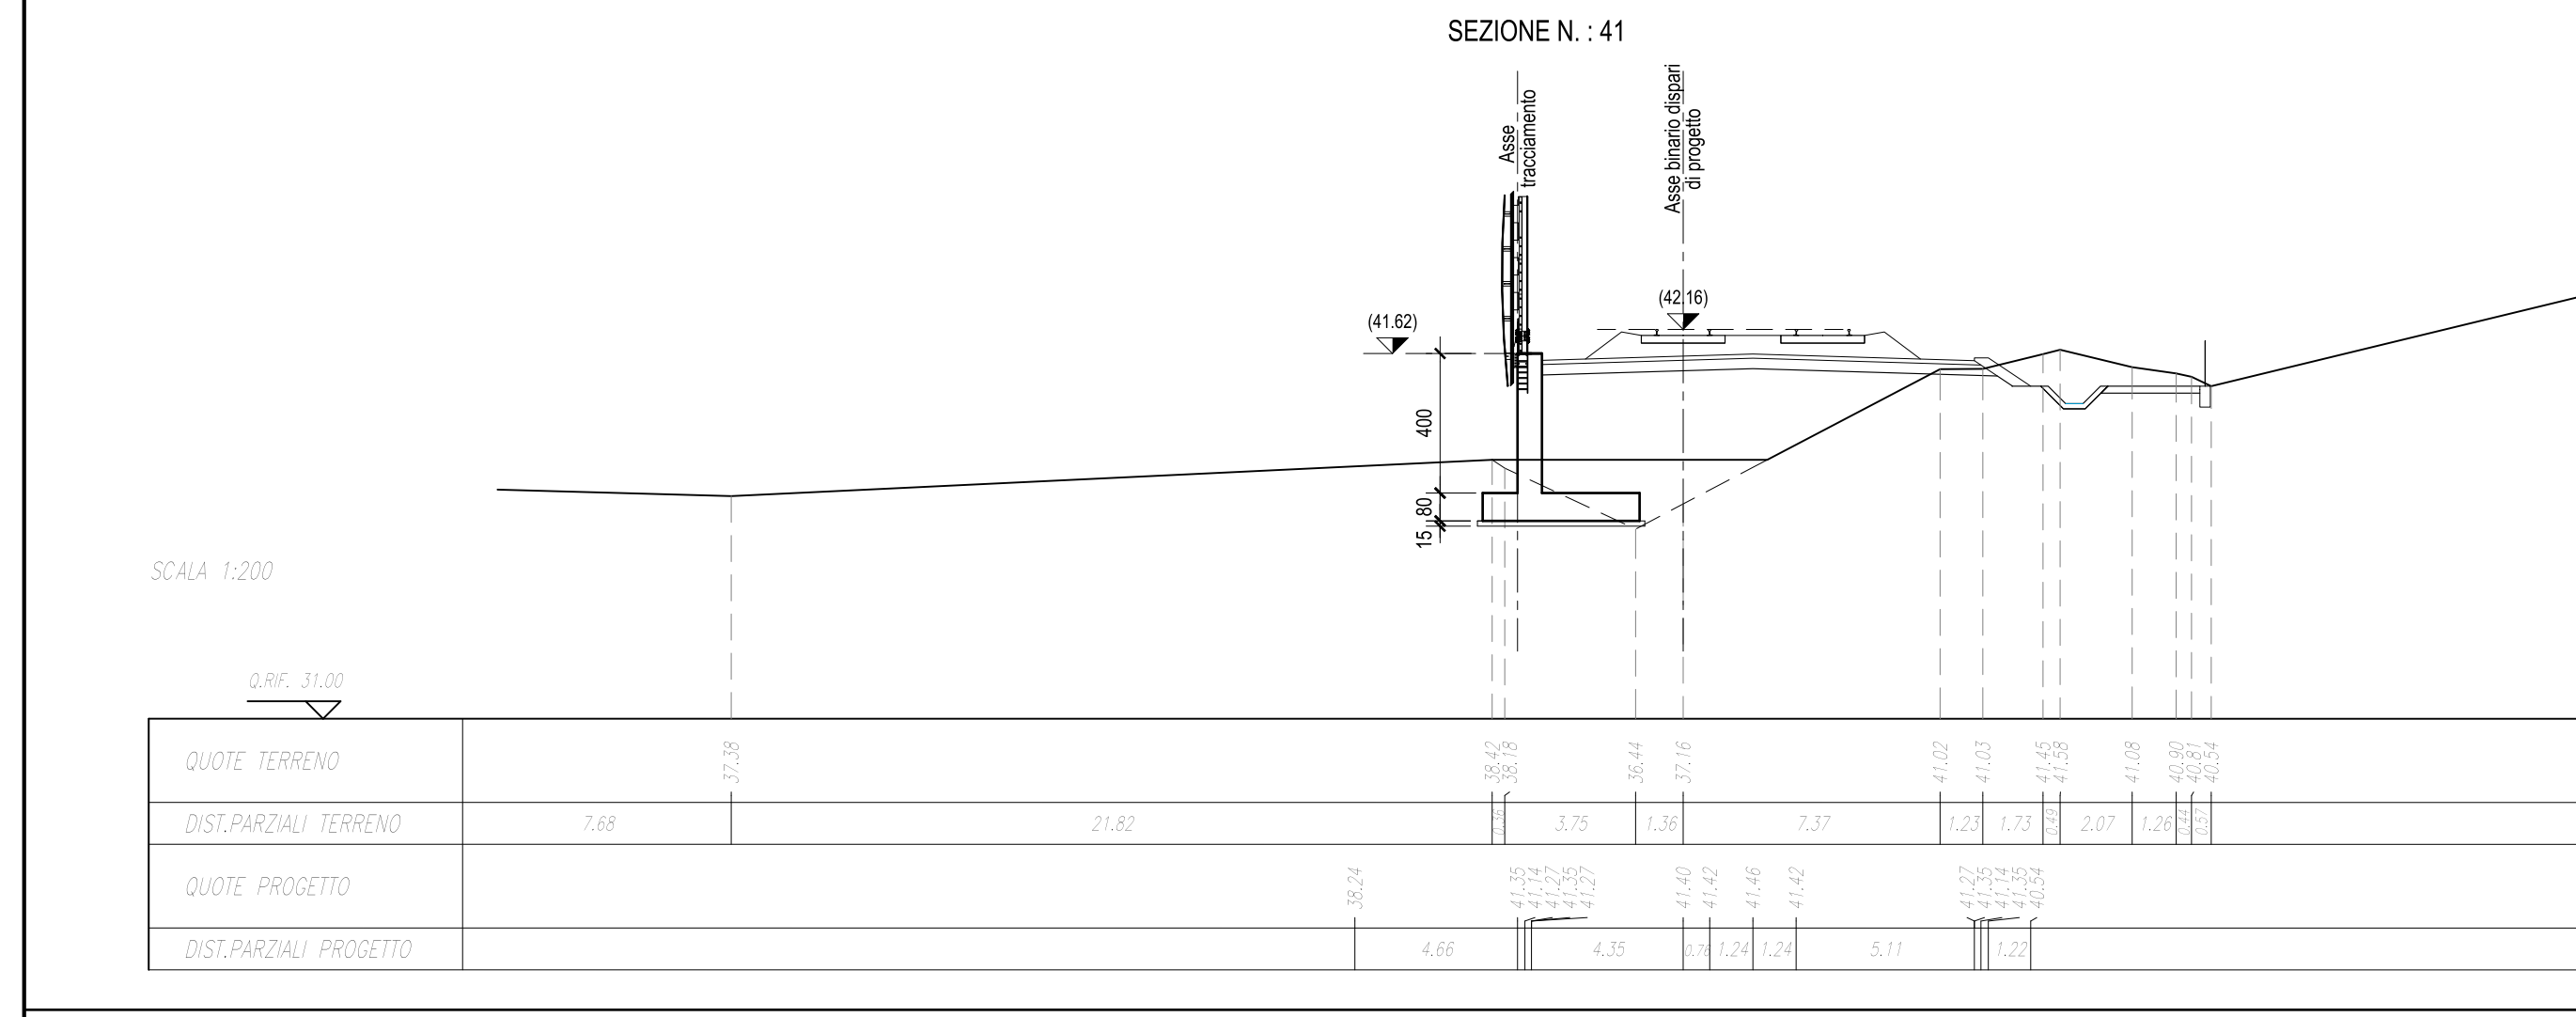 SEZIONE N. : 41
Asse
tracciamento
Asse binario dispari
di progetto
(42.16)
(41.62)
400
80
15
SCALA 1:200
Q.RIF. 31.00
QUOTE TERRENO
37.38 38.42 38.18 36.44 37.16 41.02 41.03 41.45 41.58 41.08 40.90 40.81 40.54
DIST.PARZIALI TERRENO
7.68 21.82 0.36 3.75 1.36 7.37 1.23 1.73 0.49 2.07 1.26 0.44 0.57
QUOTE PROGETTO
38.24 41.35 41.14 41.27 41.35 41.27 41.40 41.42 41.46 41.42 41.27 41.35 41.14 41.35 40.54
DIST.PARZIALI PROGETTO
4.66 4.35 0.76 1.24 1.24 5.11 1.22